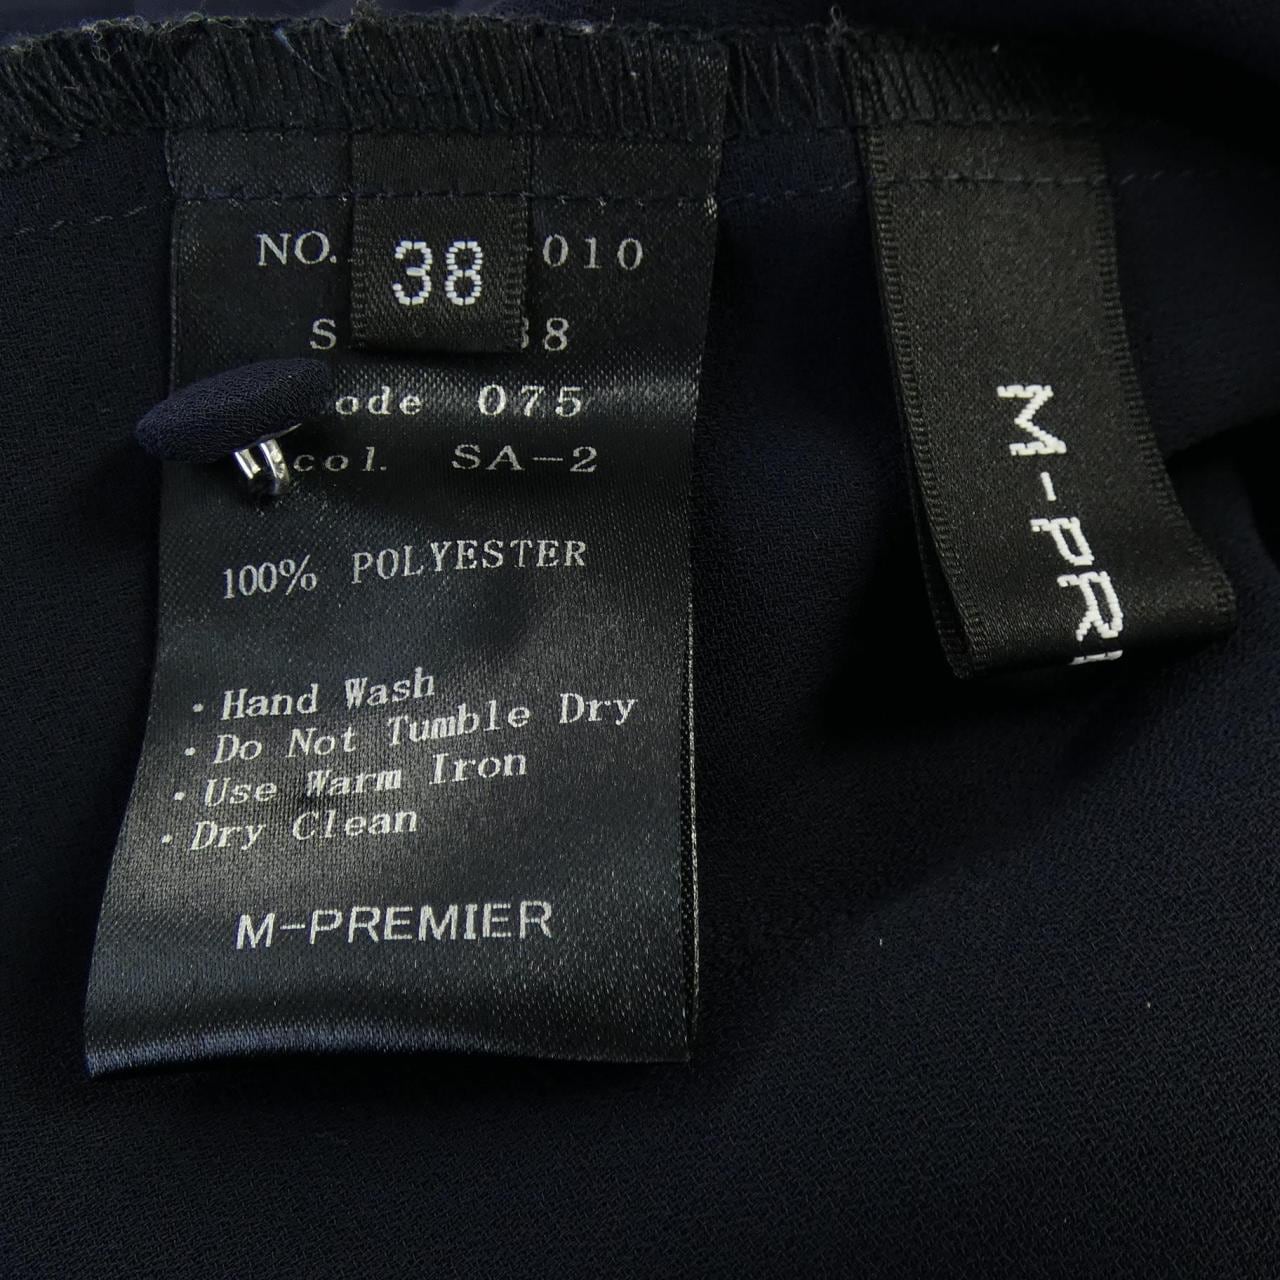 NO. 010
38
38
075
col. SA-2
100% POLYESTER
・Hand Wash
・Do Not Tumble Dry
・Use Warm Iron
・Dry Clean
M-PREMIER
M-PR